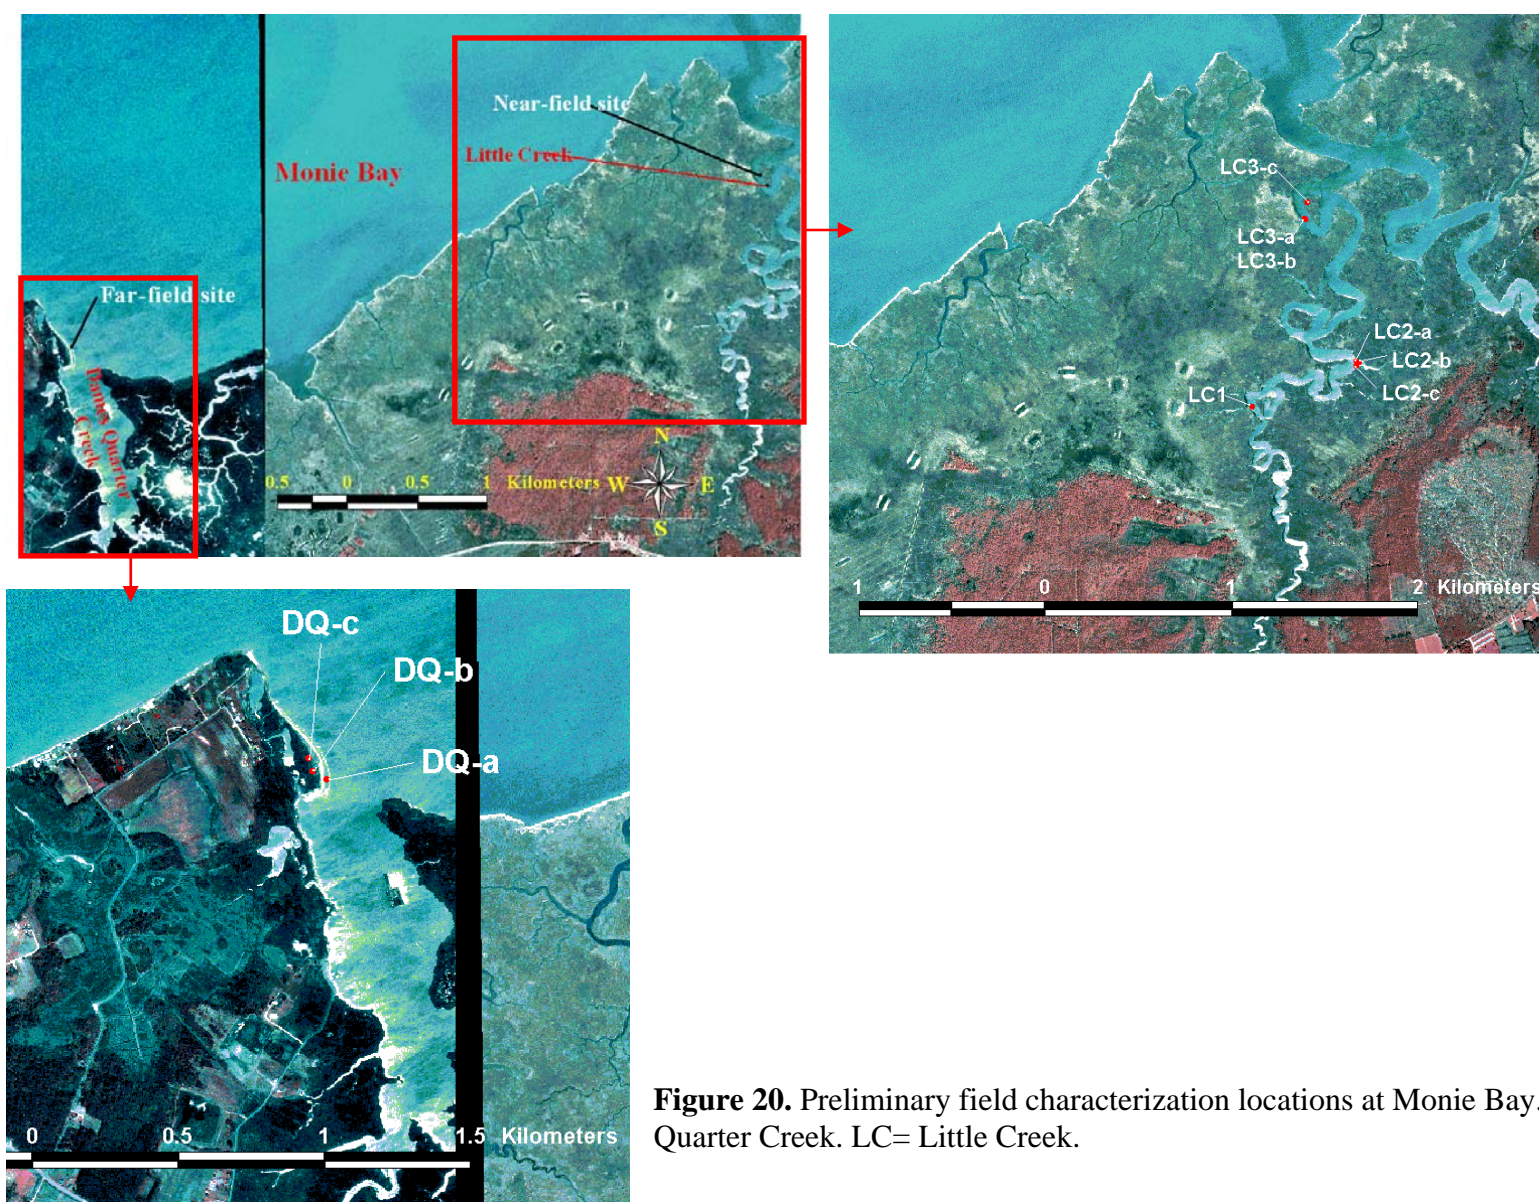 Near-field site
Little Creek
Monie Bay
Far-field site
Dames Quarter
Creek
N
W E
S
0.5 0 0.5 1 Kilometers
LC3-c
LC3-a
LC3-b
LC2-a
LC2-b
LC2-c
LC1
1 0 1 2 Kilometers
DQ-c
DQ-b
DQ-a
0 0.5 1 1.5 Kilometers
Figure 20. Preliminary field characterization locations at Monie Bay.
Quarter Creek. LC= Little Creek.